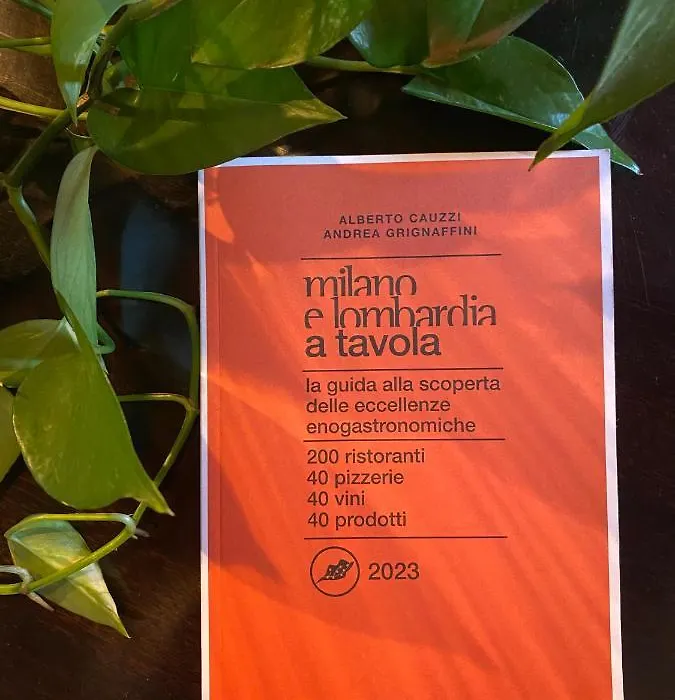 ALBERTO CAUZZI
ANDREA GRIGNAFFINI
milano
e lombardia
a tavola
la guida alla scoperta
delle eccellenze
enogastronomiche
200 ristoranti
40 pizzerie
40 vini
40 prodotti
2023